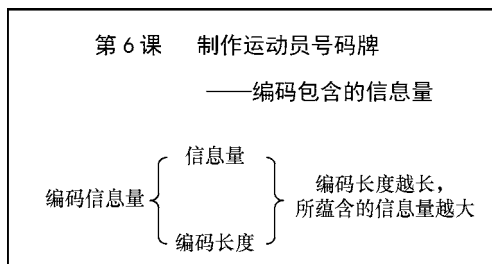 第6课 制作运动员号码牌
——编码包含的信息量
信息量
编码信息量
编码长度
编码长度越长，
所蕴含的信息量越大